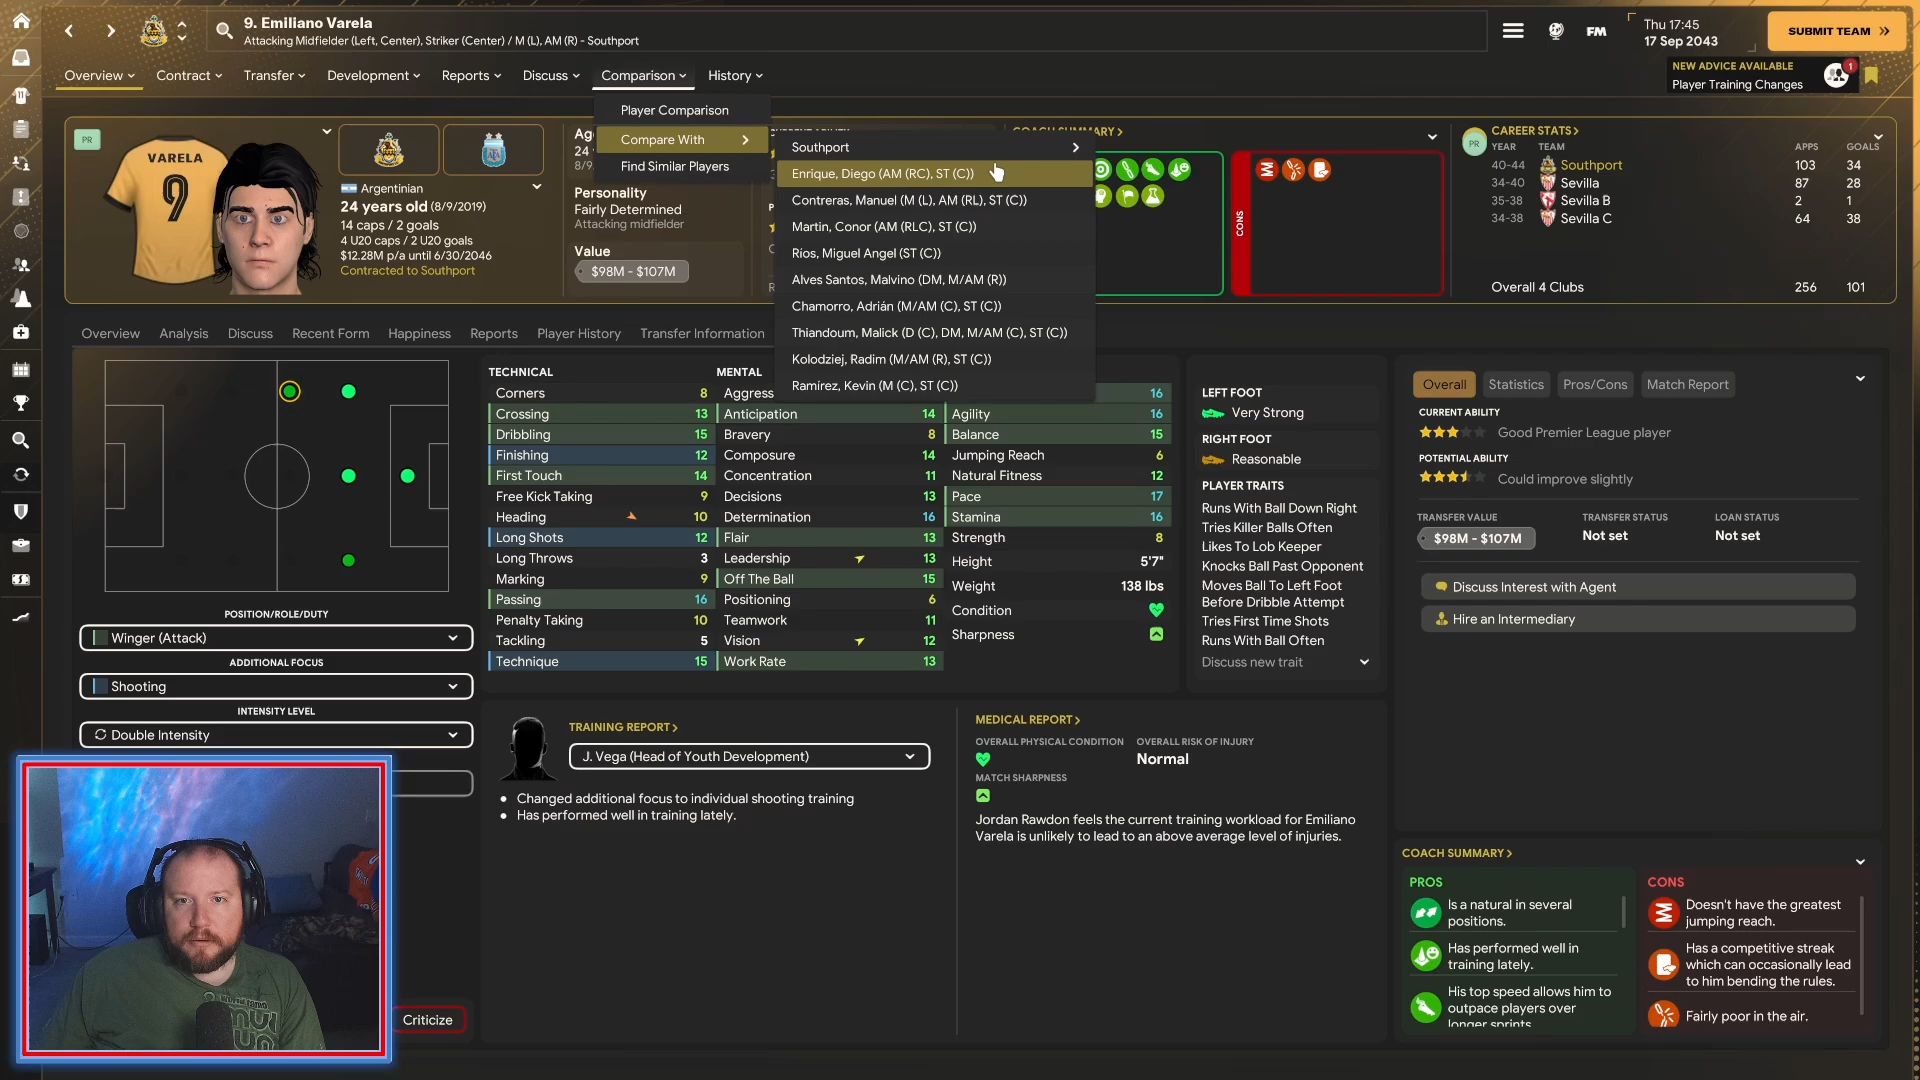 9. Emiliano Varela
Attacking Midfielder (Left, Center), Striker (Center) / M (L), AM (R) - Southport
FM
Thu 17:45
17 Sep 2043
SUBMIT TEAM
Overview
Contract
Transfer
Development
Reports
Discuss
Comparison
History
NEW ADVICE AVAILABLE
Player Training Changes
1
Player Comparison
Compare With
Find Similar Players
Southport
Enrique, Diego (AM (RC), ST (C))
Contreras, Manuel (M (L), AM (RL), ST (C))
Martin, Conor (AM (RLC), ST (C))
Ríos, Miguel Angel (ST (C))
Alves Santos, Malvino (DM, M/AM (R))
Chamorro, Adrián (M/AM (C), ST (C))
Thiandoum, Malick (D (C), DM, M/AM (C), ST (C))
Kolodziej, Radim (M/AM (R), ST (C))
Ramírez, Kevin (M (C), ST (C))
PR
VARELA
9
Argentinian
24 years old (8/9/2019)
14 caps / 2 goals
4 U20 caps / 2 U20 goals
$12.28M p/a until 6/30/2046
Contracted to Southport
Ag
24
8/9
Personality
Fairly Determined
Attacking midfielder
Value
$98M - $107M
COACH SUMMARY
CONS
PR
CAREER STATS
YEAR TEAM APPS GOALS
40-44 Southport 103 34
34-40 Sevilla 87 28
35-38 Sevilla B 2 1
34-38 Sevilla C 64 38
Overall 4 Clubs 256 101
Overview
Analysis
Discuss
Recent Form
Happiness
Reports
Player History
Transfer Information
TECHNICAL
Corners 8
Crossing 13
Dribbling 15
Finishing 12
First Touch 14
Free Kick Taking 9
Heading 10
Long Shots 12
Long Throws 3
Marking 9
Passing 16
Penalty Taking 10
Tackling 5
Technique 15
MENTAL
Aggress
Anticipation 14
Bravery 8
Composure 14
Concentration 11
Decisions 13
Determination 16
Flair 13
Leadership 13
Off The Ball 15
Positioning 6
Teamwork 11
Vision 12
Work Rate 13
16
Agility 16
Balance 15
Jumping Reach 6
Natural Fitness 12
Pace 17
Stamina 16
Strength 8
Height 5'7"
Weight 138 lbs
Condition
Sharpness
LEFT FOOT
Very Strong
RIGHT FOOT
Reasonable
PLAYER TRAITS
Runs With Ball Down Right
Tries Killer Balls Often
Likes To Lob Keeper
Knocks Ball Past Opponent
Moves Ball To Left Foot
Before Dribble Attempt
Tries First Time Shots
Runs With Ball Often
Discuss new trait
Overall
Statistics
Pros/Cons
Match Report
CURRENT ABILITY
Good Premier League player
POTENTIAL ABILITY
Could improve slightly
TRANSFER VALUE
$98M - $107M
TRANSFER STATUS
Not set
LOAN STATUS
Not set
Discuss Interest with Agent
Hire an Intermediary
POSITION/ROLE/DUTY
Winger (Attack)
ADDITIONAL FOCUS
Shooting
INTENSITY LEVEL
Double Intensity
Criticize
TRAINING REPORT
J. Vega (Head of Youth Development)
Changed additional focus to individual shooting training
Has performed well in training lately.
MEDICAL REPORT
OVERALL PHYSICAL CONDITION
OVERALL RISK OF INJURY
Normal
MATCH SHARPNESS
Jordan Rawdon feels the current training workload for Emiliano
Varela is unlikely to lead to an above average level of injuries.
COACH SUMMARY
PROS
Is a natural in several
positions.
Has performed well in
training lately.
His top speed allows him to
outpace players over
longer sprints.
CONS
Doesn't have the greatest
jumping reach.
Has a competitive streak
which can occasionally lead
to him bending the rules.
Fairly poor in the air.